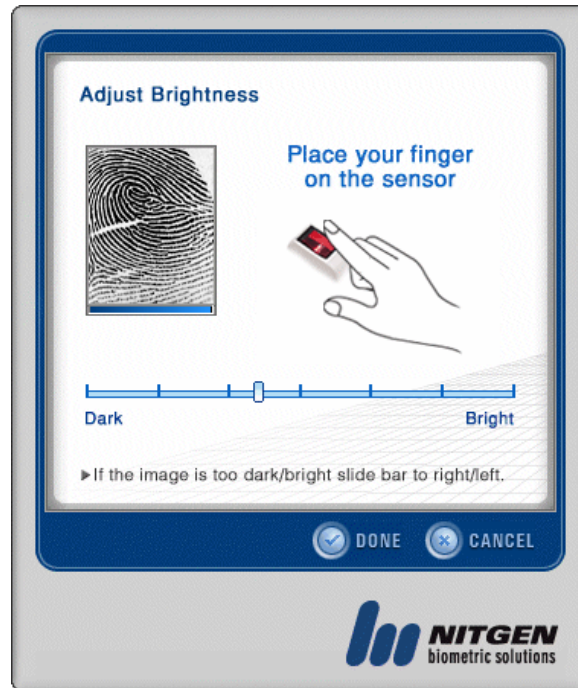 Adjust Brightness
Place your finger
on the sensor
Dark
Bright
▶If the image is too dark/bright slide bar to right/left.
DONE
CANCEL
NITGEN
biometric solutions